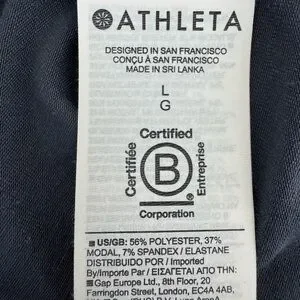 ATHLETA
DESIGNED IN SAN FRANCISCO
CONÇU À SAN FRANCISCO
MADE IN SRI LANKA
L
G
Certified
Certifiée
B
Entreprise
Corporation
US/GB: 56% POLYESTER, 37%
MODAL, 7% SPANDEX / ELASTANE
DISTRIBUIDO POR / Imported
By/Importe Par / ΕΙΣΑΓΕΤΑΙ ΑΠΟ ΤΗΝ:
Gap Europe Ltd., 8th Floor, 20
Farringdon Street, London, EC4A 4AB,